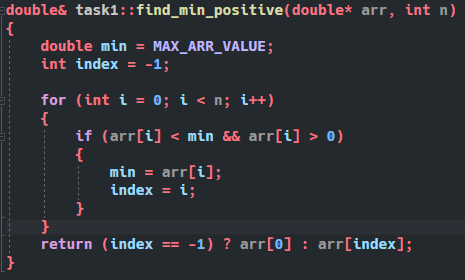 double& task1::find_min_positive(double* arr, int n)
{
    double min = MAX_ARR_VALUE;
    int index = -1;

    for (int i = 0; i < n; i++)
    {
        if (arr[i] < min && arr[i] > 0)
        {
            min = arr[i];
            index = i;
        }
    }
    return (index == -1) ? arr[0] : arr[index];
}